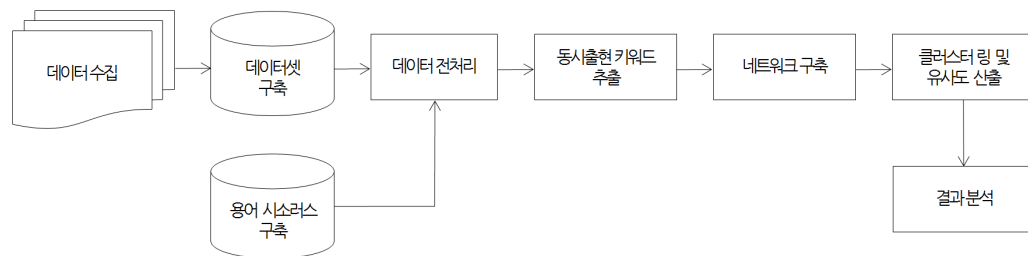 데이터 수집
데이터셋
구축
데이터 전처리
동시출현 키워드
추출
네트워크 구축
클러스터 링 및
유사도 산출
용어 시소러스
구축
결과 분석